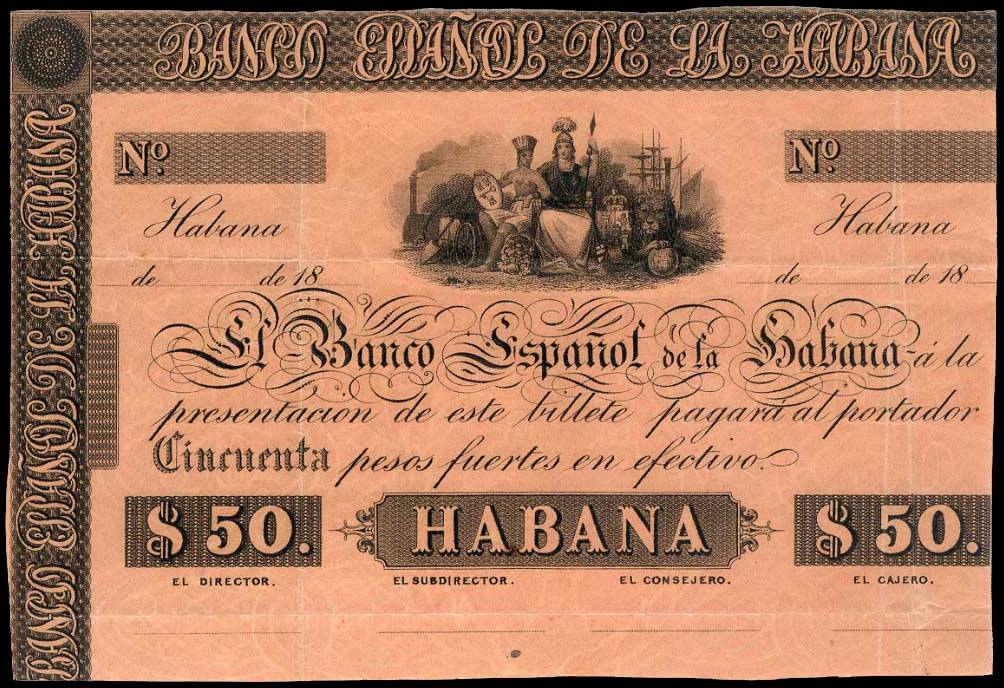 BANCO ESPAÑOL DE LA HABANA
BANCO ESPAÑOL DE LA HABANA
Nº.
Nº.
Habana
Habana
de de 18
de de 18
El Banco Español de la Habana á la
presentacion de este billete pagará al portador
Cincuenta pesos fuertes en efectivo.
$ 50.
HABANA
$ 50.
EL DIRECTOR.
EL SUBDIRECTOR.
EL CONSEJERO.
EL CAJERO.